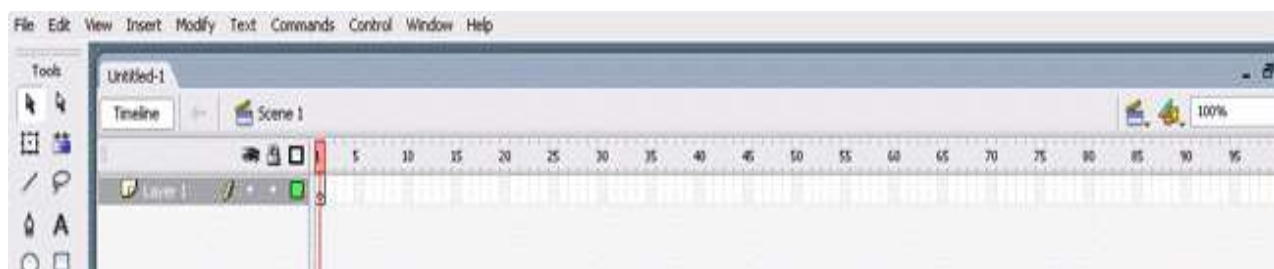 File Edit View Insert Modify Text Commands Control Window Help
Tools
Untitled-1
Timeline Scene 1 100%
1 5 10 15 20 25 30 35 40 45 50 55 60 65 70 75 80 85 90 95
Layer 1
A